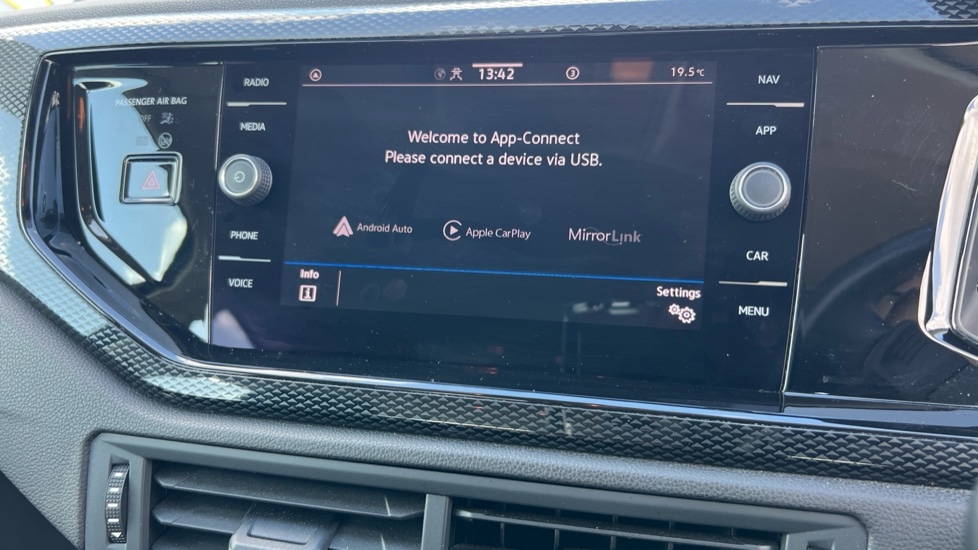 PASSENGER AIR BAG
OFF
RADIO
MEDIA
PHONE
VOICE
13:42
3
19.5°C
Welcome to App-Connect
Please connect a device via USB.
Android Auto
Apple CarPlay
MirrorLink
Info
Settings
NAV
APP
CAR
MENU